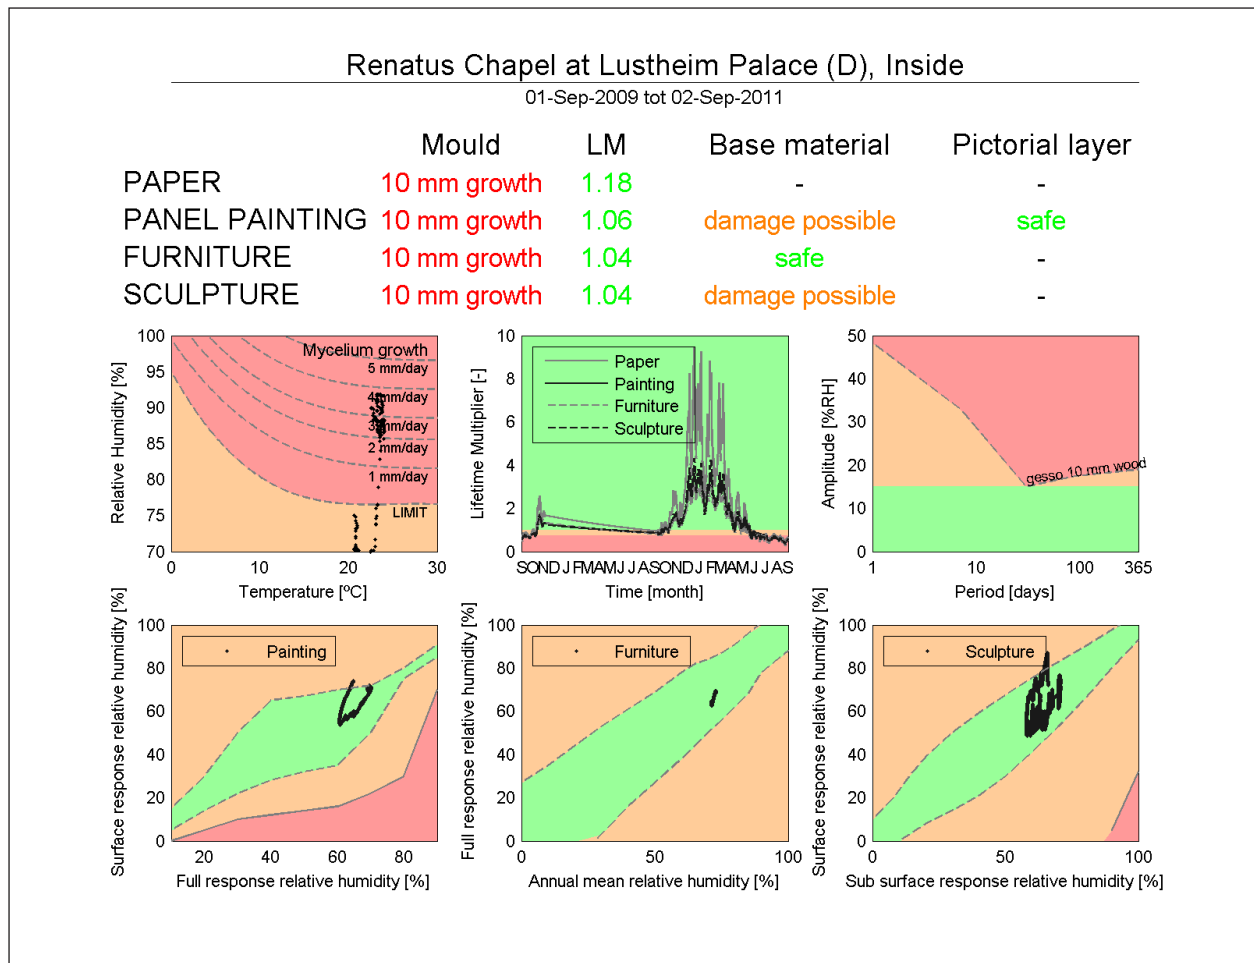 Renatus Chapel at Lustheim Palace (D), Inside
01-Sep-2009 tot 02-Sep-2011
Mould LM Base material Pictorial layer
PAPER 10 mm growth 1.18 - -
PANEL PAINTING 10 mm growth 1.06 damage possible safe
FURNITURE 10 mm growth 1.04 safe -
SCULPTURE 10 mm growth 1.04 damage possible -
Relative Humidity [%]
100
95
90
85
80
75
70
Mycelium growth
5 mm/day
4 mm/day
3 mm/day
2 mm/day
1 mm/day
LIMIT
0 10 20 30
Temperature [ºC]
Lifetime Multiplier [-]
10
8
6
4
2
0
Paper
Painting
Furniture
Sculpture
SONDJFMAMJJASONDJFMAMJJAS
Time [month]
Amplitude [%RH]
50
40
30
20
10
0
gesso 10 mm wood
1 10 100 365
Period [days]
Surface response relative humidity [%]
100
80
60
40
20
0
Painting
20 40 60 80
Full response relative humidity [%]
Full response relative humidity [%]
100
80
60
40
20
0
Furniture
0 50 100
Annual mean relative humidity [%]
Surface response relative humidity [%]
100
80
60
40
20
0
Sculpture
0 50 100
Sub surface response relative humidity [%]